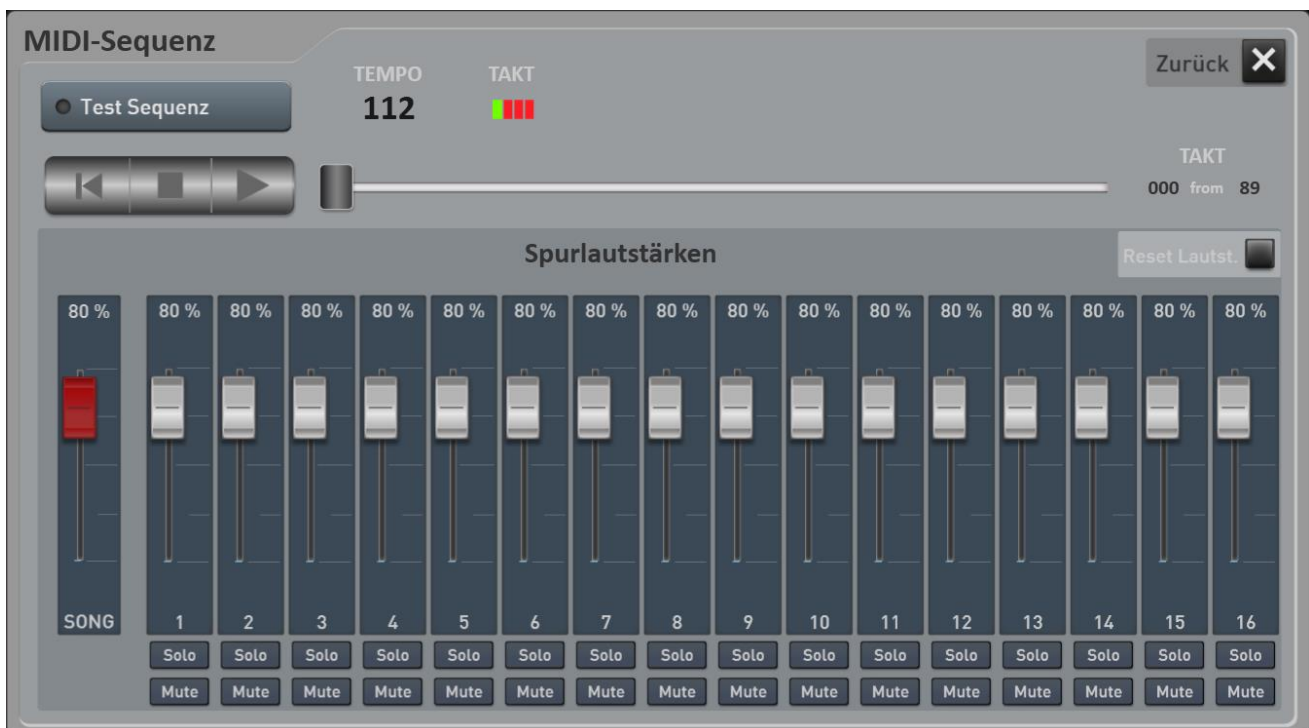 MIDI-Sequenz
Zurück
TEMPO TAKT
Test Sequenz
112
TAKT
000 from 89
Spurlautstärken
Reset Lautst.
80 % 80 % 80 % 80 % 80 % 80 % 80 % 80 % 80 % 80 % 80 % 80 % 80 % 80 % 80 % 80 % 80 %
SONG 1 2 3 4 5 6 7 8 9 10 11 12 13 14 15 16
Solo Solo Solo Solo Solo Solo Solo Solo Solo Solo Solo Solo Solo Solo Solo Solo
Mute Mute Mute Mute Mute Mute Mute Mute Mute Mute Mute Mute Mute Mute Mute Mute